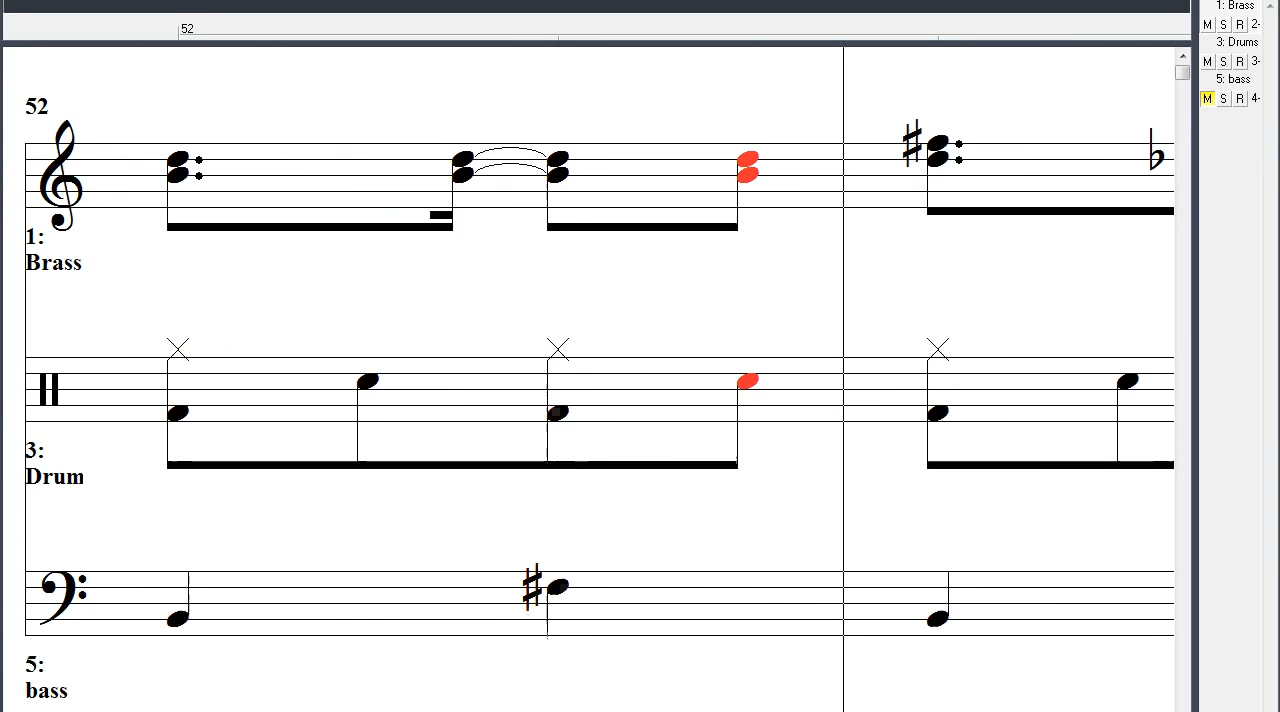 52
52
1:
Brass
3:
Drum
5:
bass
1: Brass
M S R 2-
3: Drums
M S R 3-
5: bass
M S R 4-